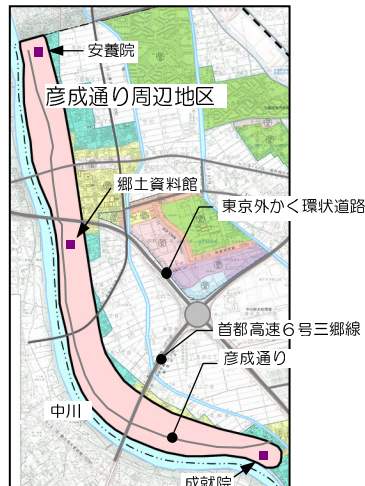 安養院
彦成通り周辺地区
郷土資料館
東京外かく環状道路
首都高速６号三郷線
彦成通り
中川
成就院